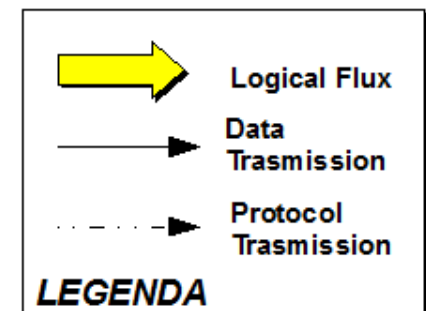 Logical Flux
Data
Trasmission
Protocol
Trasmission
LEGENDA